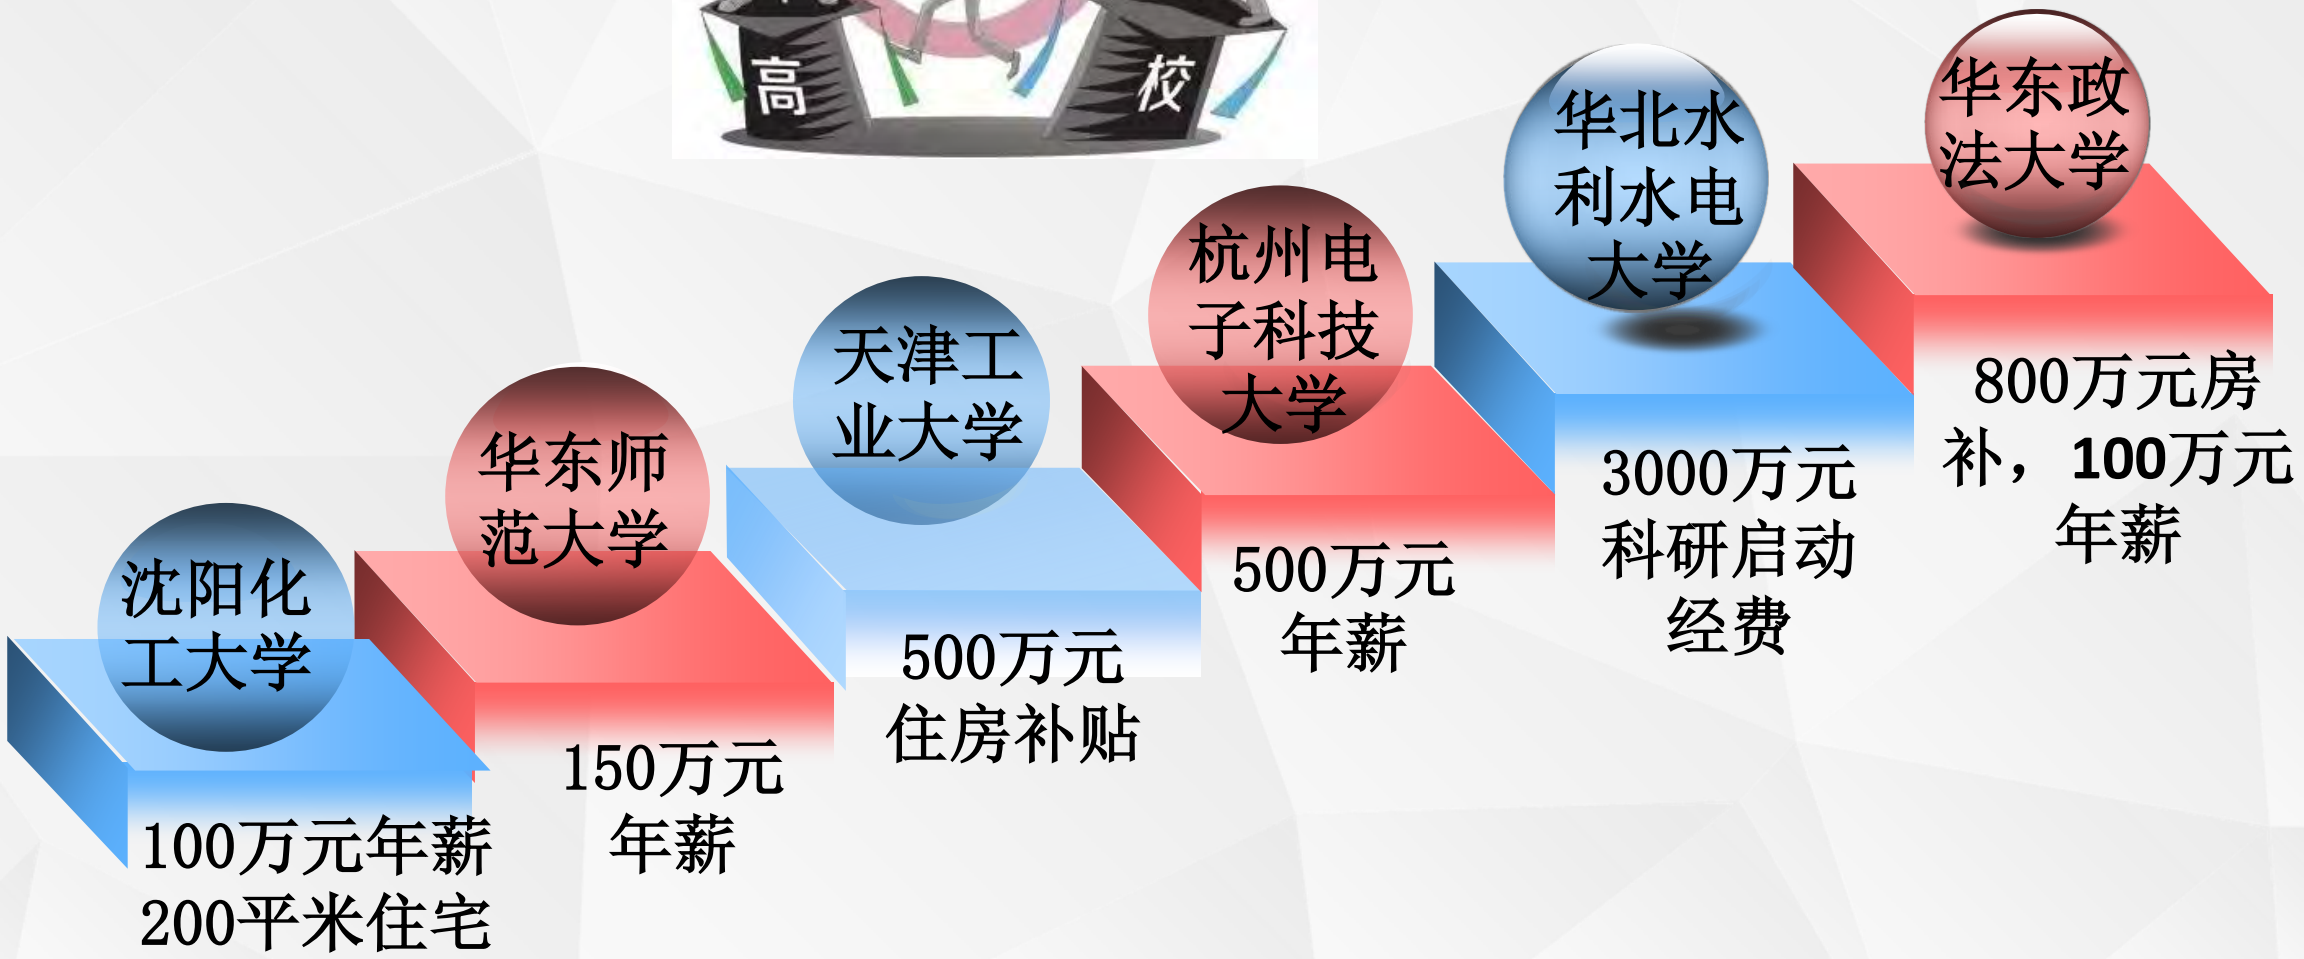 高
校
沈阳化
工大学
100万元年薪
200平米住宅
华东师
范大学
150万元
年薪
天津工
业大学
500万元
住房补贴
杭州电
子科技
大学
500万元
年薪
华北水
利水电
大学
3000万元
科研启动
经费
华东政
法大学
800万元房
补，100万元
年薪